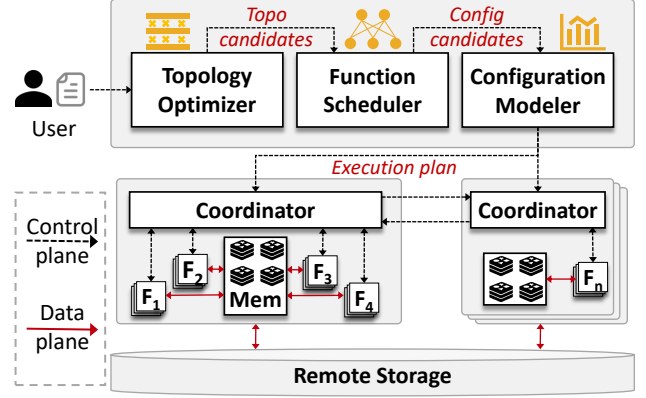 Topo
candidates
Config
candidates
User
Topology
Optimizer
Function
Scheduler
Configuration
Modeler
Execution plan
Control
plane
Data
plane
Coordinator
F1
F2
Mem
F3
F4
Coordinator
Fn
Remote Storage